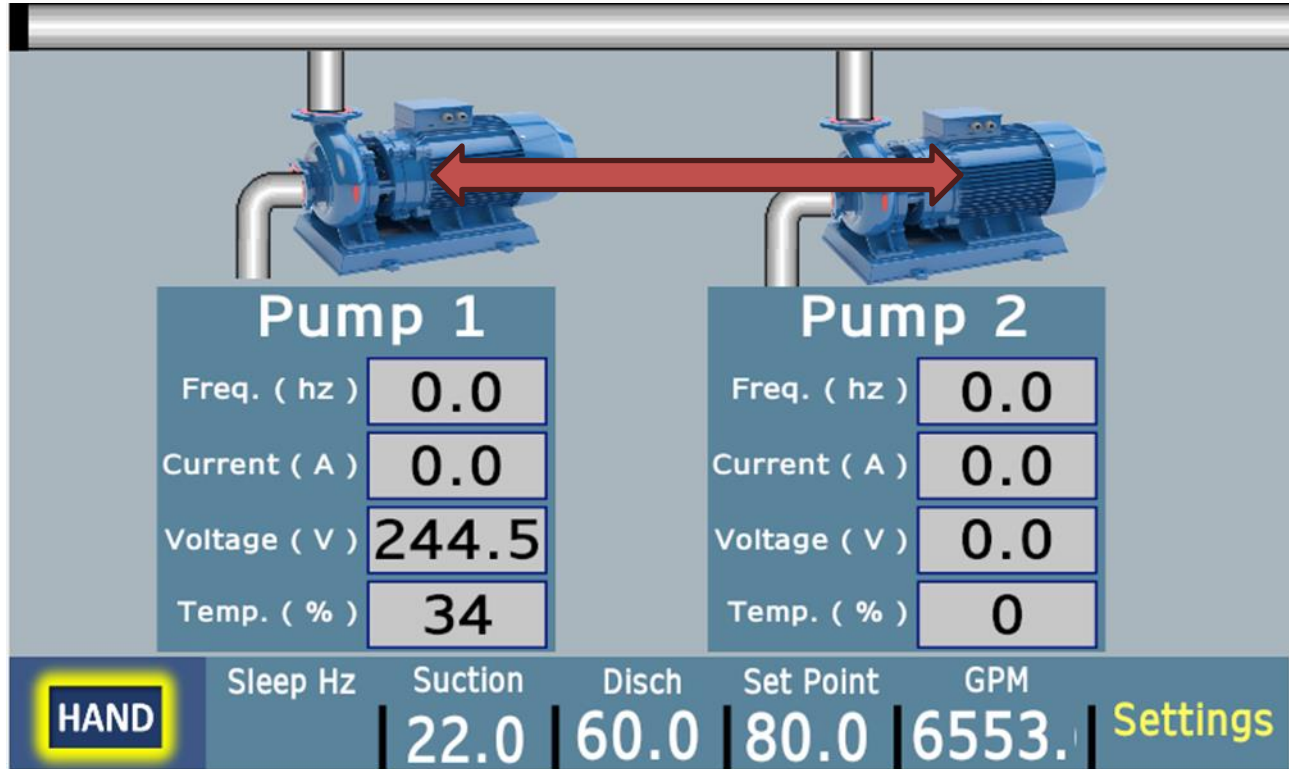 Pump 1
Freq. ( hz ) 0.0
Current ( A ) 0.0
Voltage ( V ) 244.5
Temp. ( % ) 34
Pump 2
Freq. ( hz ) 0.0
Current ( A ) 0.0
Voltage ( V ) 0.0
Temp. ( % ) 0
HAND
Sleep Hz
Suction
22.0
Disch
60.0
Set Point
80.0
GPM
6553.
Settings